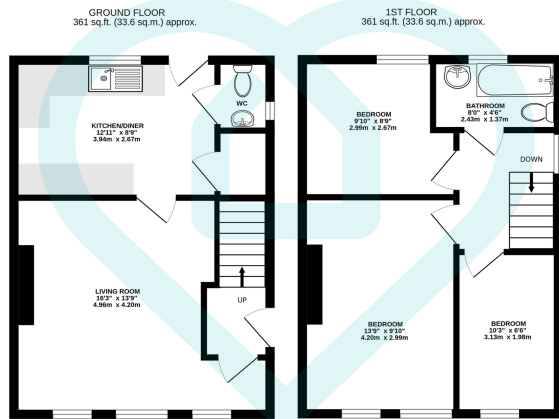 GROUND FLOOR
361 sq.ft. (33.6 sq.m.) approx.
KITCHEN/DINER
12'11" x 8'9"
3.94m x 2.67m
WC
LIVING ROOM
16'3" x 13'9"
4.96m x 4.20m
UP
1ST FLOOR
361 sq.ft. (33.6 sq.m.) approx.
BEDROOM
9'10" x 8'9"
2.99m x 2.67m
BATHROOM
8'0" x 4'6"
2.43m x 1.37m
DOWN
BEDROOM
13'9" x 9'10"
4.20m x 2.99m
BEDROOM
10'3" x 6'6"
3.13m x 1.98m